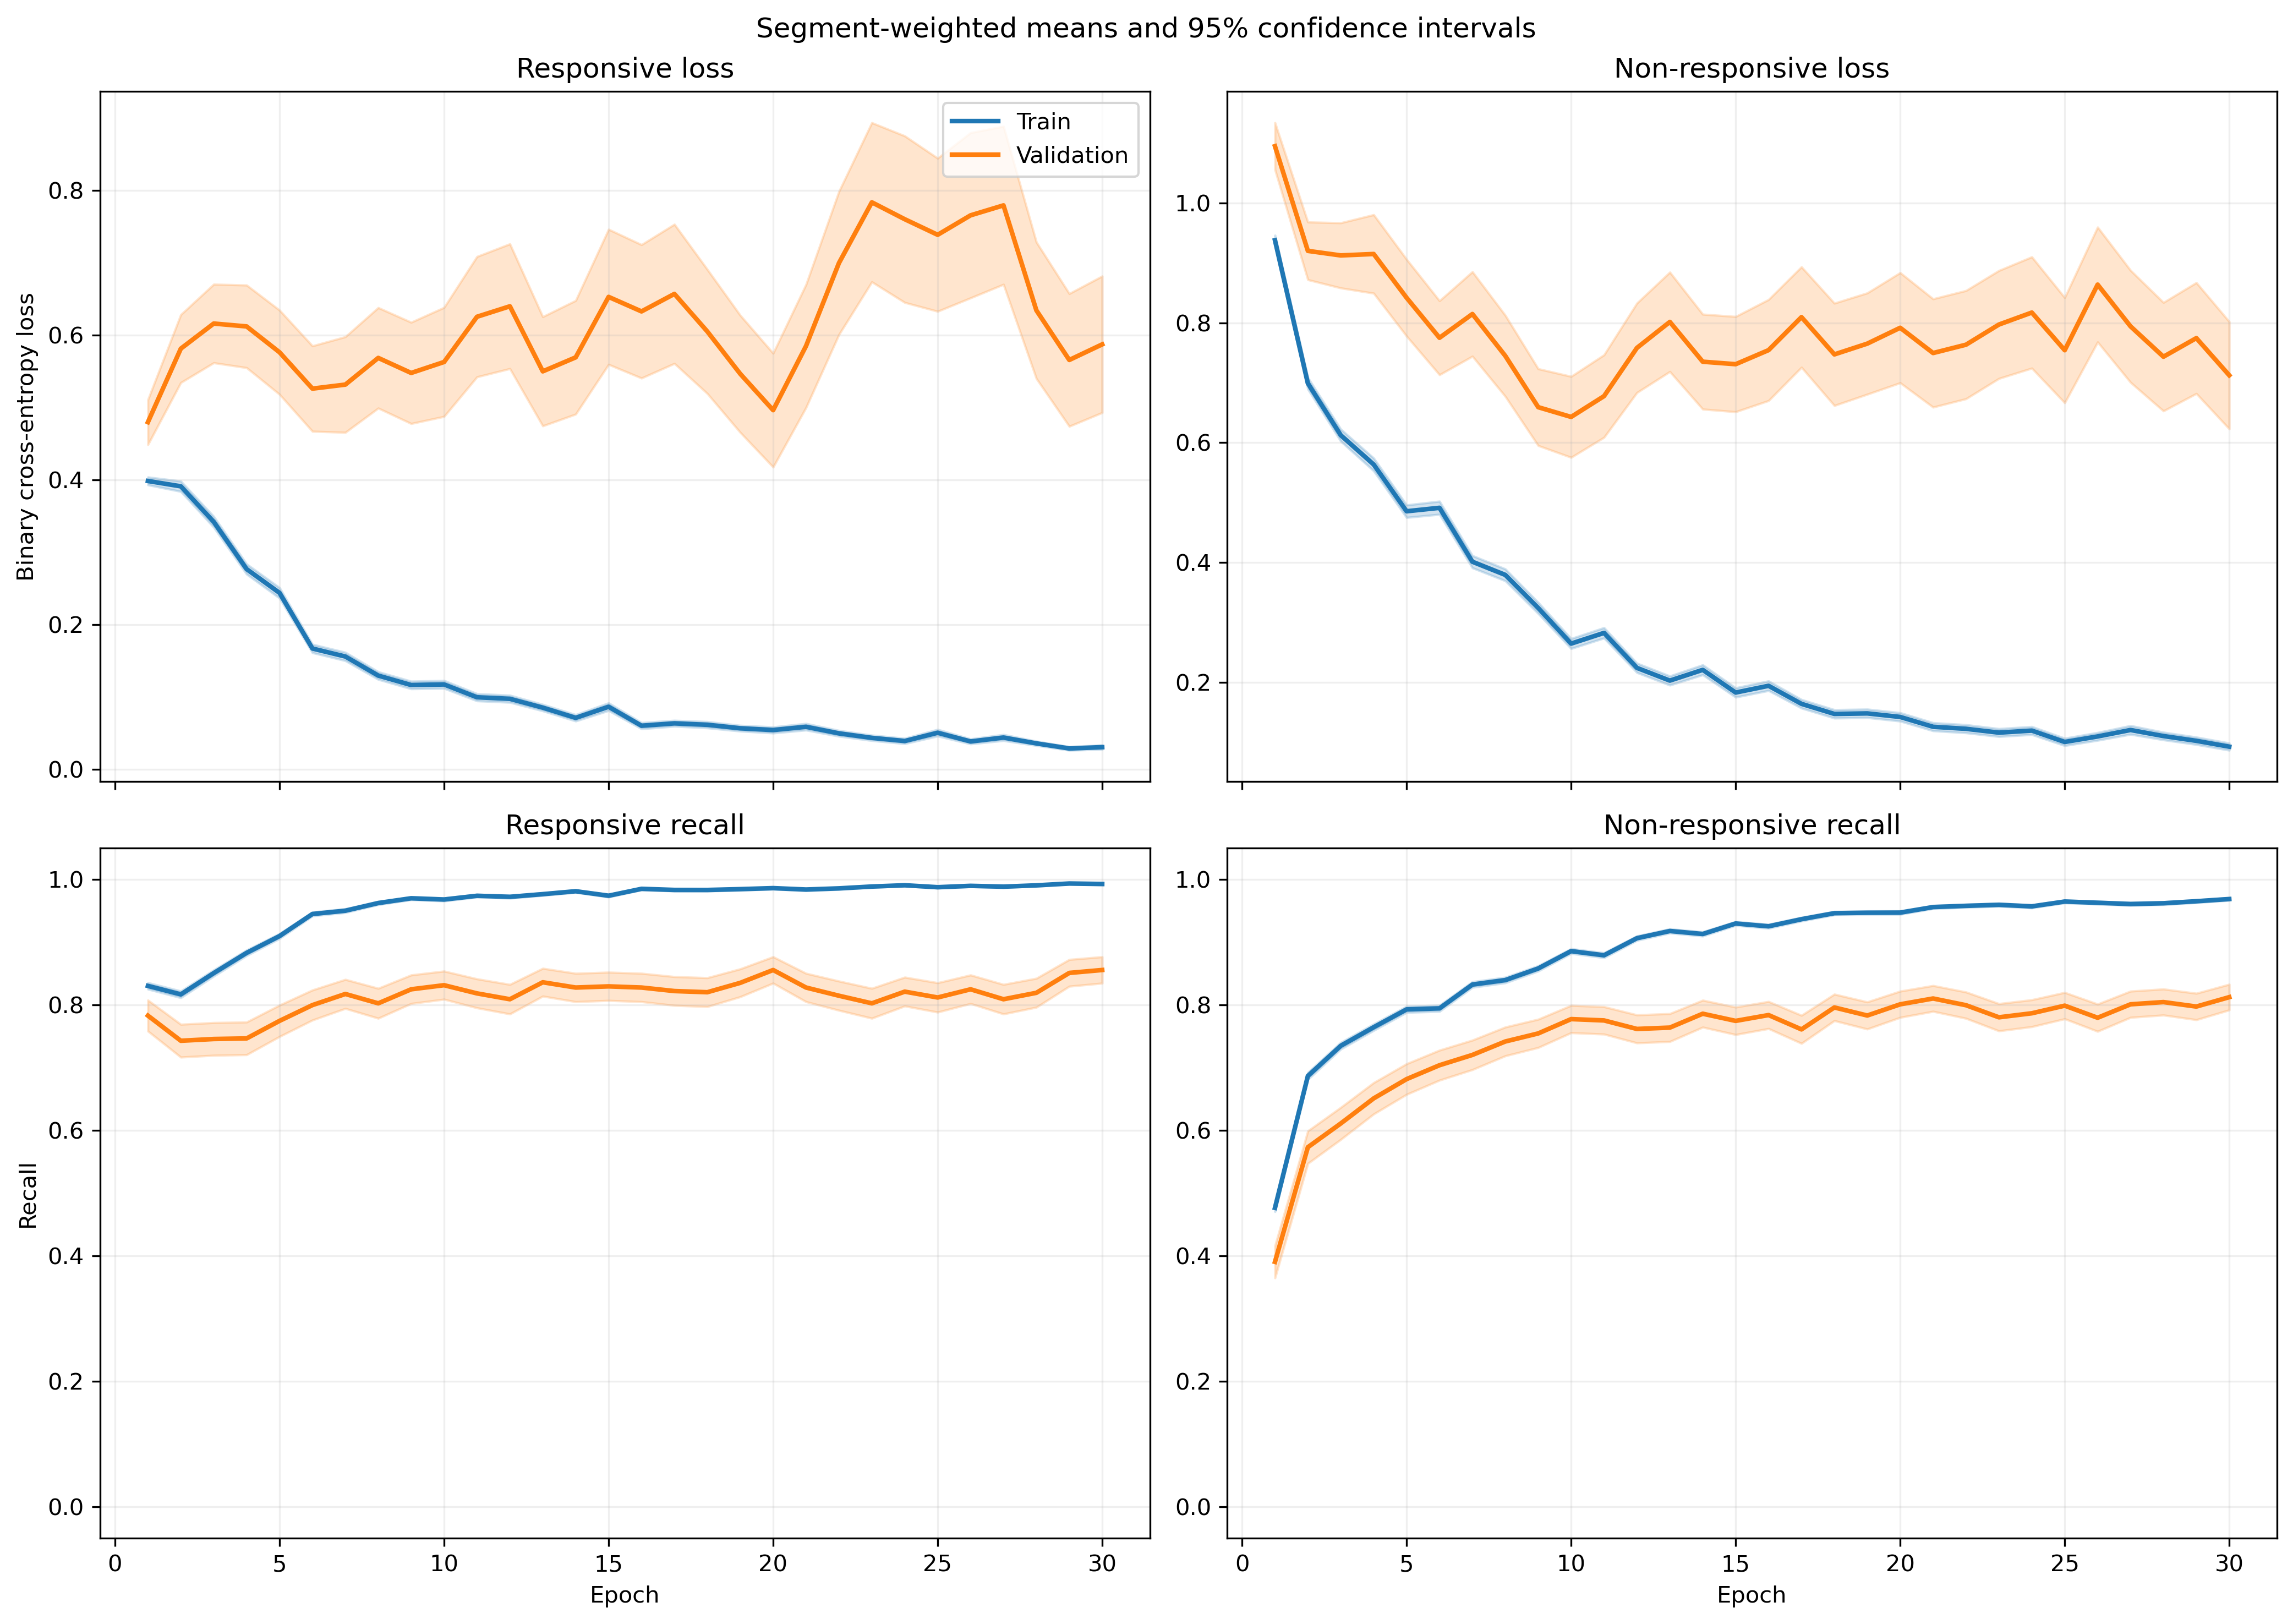 Segment-weighted means and 95% confidence intervals
Responsive loss
Non-responsive loss
Train
Validation
Binary cross-entropy loss
0.8
0.6
0.4
0.2
0.0
1.0
0.8
0.6
0.4
0.2
Responsive recall
Non-responsive recall
Recall
1.0
0.8
0.6
0.4
0.2
0.0
0 5 10 15 20 25 30
Epoch
1.0
0.8
0.6
0.4
0.2
0.0
0 5 10 15 20 25 30
Epoch